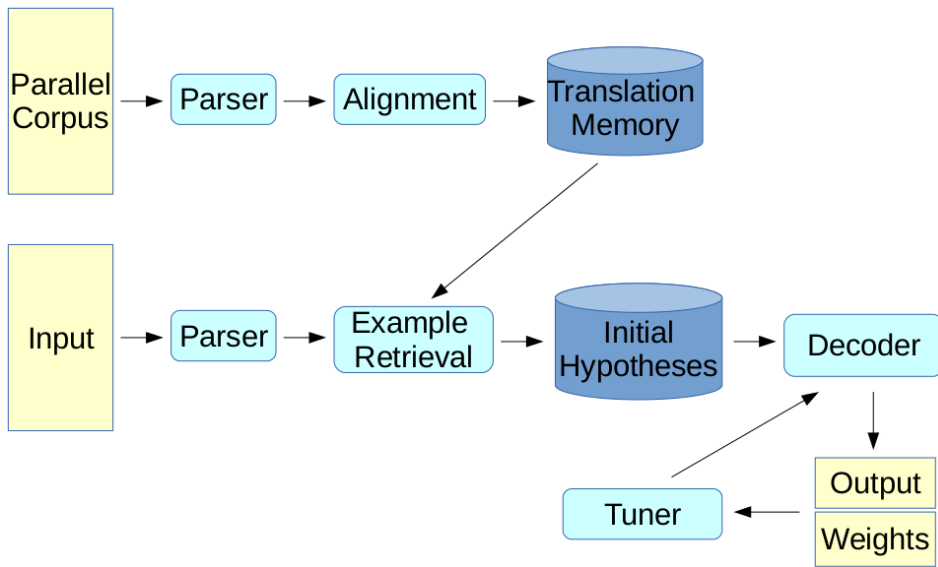 Parallel
Corpus
Parser
Alignment
Translation
Memory
Input
Parser
Example
Retrieval
Initial
Hypotheses
Decoder
Output
Weights
Tuner